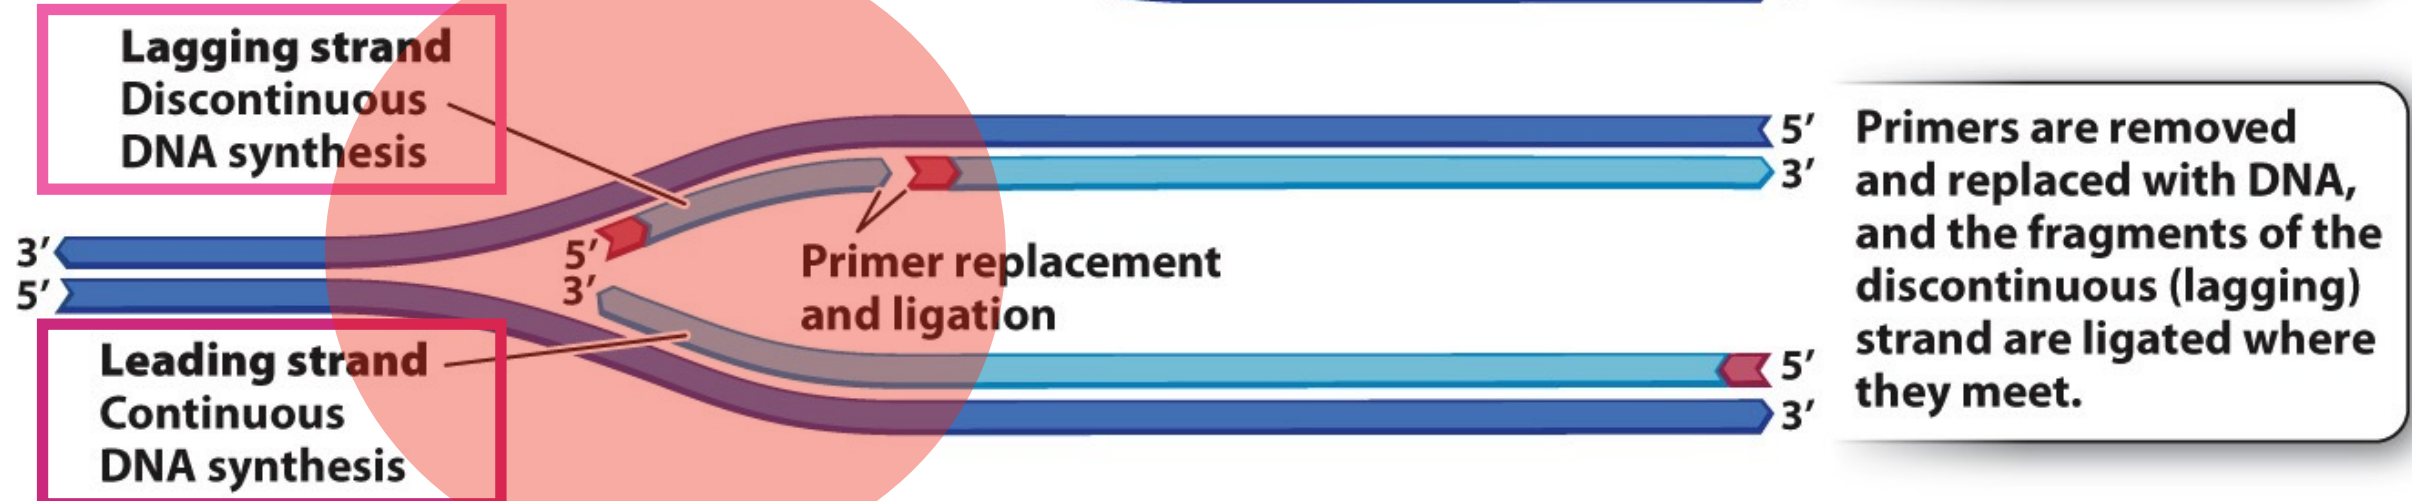 Lagging strand
Discontinuous
DNA synthesis
5′
3′
Primers are removed
and replaced with DNA,
and the fragments of the
discontinuous (lagging)
strand are ligated where
they meet.
3′
5′
5′
3′
Primer replacement
and ligation
Leading strand
Continuous
DNA synthesis
5′
3′